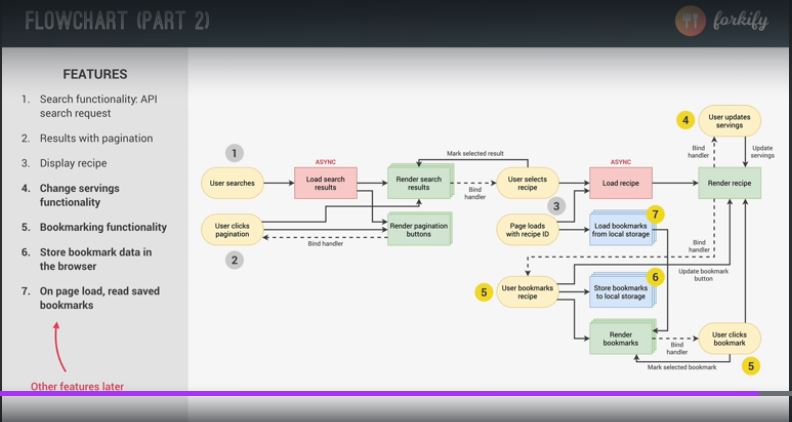 FLOWCHART (PART 2)
forkify
FEATURES
1. Search functionality: API
search request
2. Results with pagination
3. Display recipe
4. Change servings
functionality
5. Bookmarking functionality
6. Store bookmark data in
the browser
7. On page load, read saved
bookmarks
Other features later
1
User searches
ASYNC
Load search
results
Render search
results
Mark selected result
Bind
handler
User selects
recipe
ASYNC
Load recipe
Render recipe
4
User updates
servings
Bind
handler
Update
servings
User clicks
pagination
2
Bind handler
Render pagination
buttons
3
Page loads
with recipe ID
7
Load bookmarks
from local storage
Bind
handler
Update bookmark
button
5
User bookmarks
recipe
6
Store bookmarks
to local storage
Render
bookmarks
Bind
handler
User clicks
bookmark
Mark selected bookmark
5